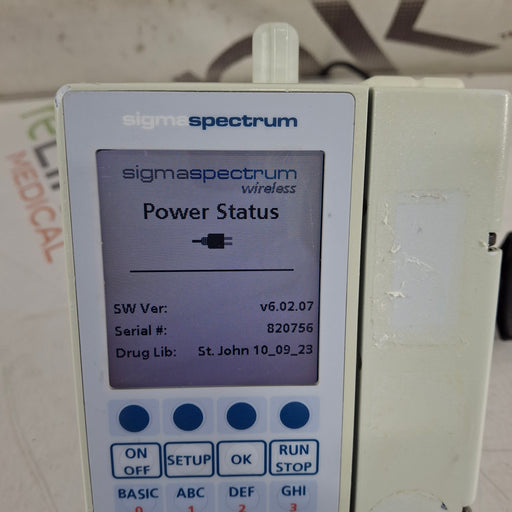 sigmaspectrum
sigmaspectrum
wireless
Power Status
SW Ver: v6.02.07
Serial #: 820756
Drug Lib: St. John 10_09_23
ON OFF
SETUP
OK
RUN STOP
BASIC ABC DEF GHI
0 1 2 3
MEDICAL